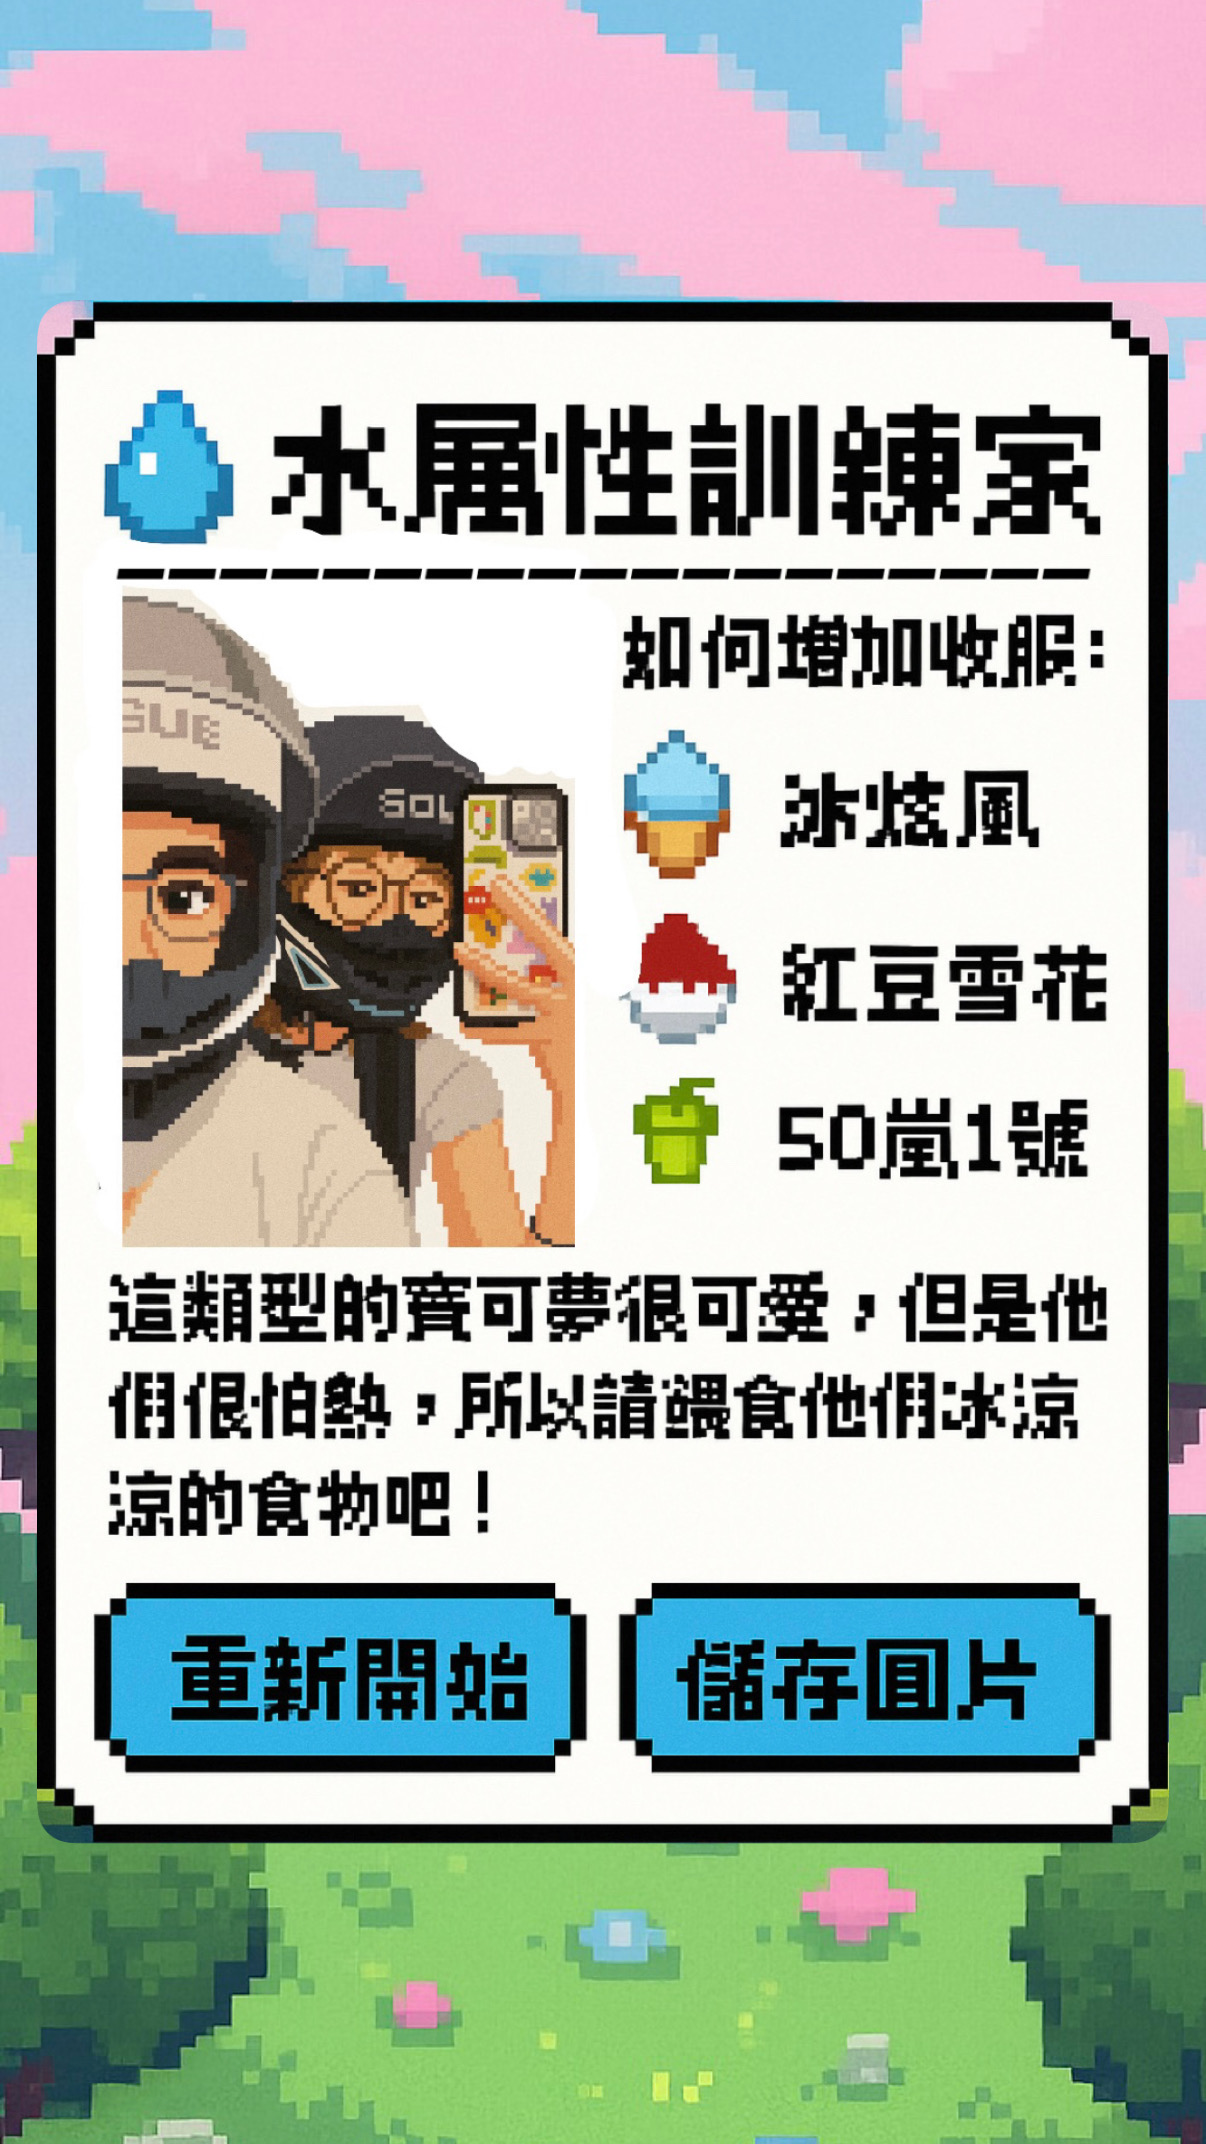 水属性訓練家
如何增加收服:
GUE
SOL
冰炫風
紅豆雪花
50嵐1號
這類型的寶可夢很可愛，但是他
們很怕熱，所以請餵食他們冰涼
涼的食物吧！
重新開始
儲存圖片